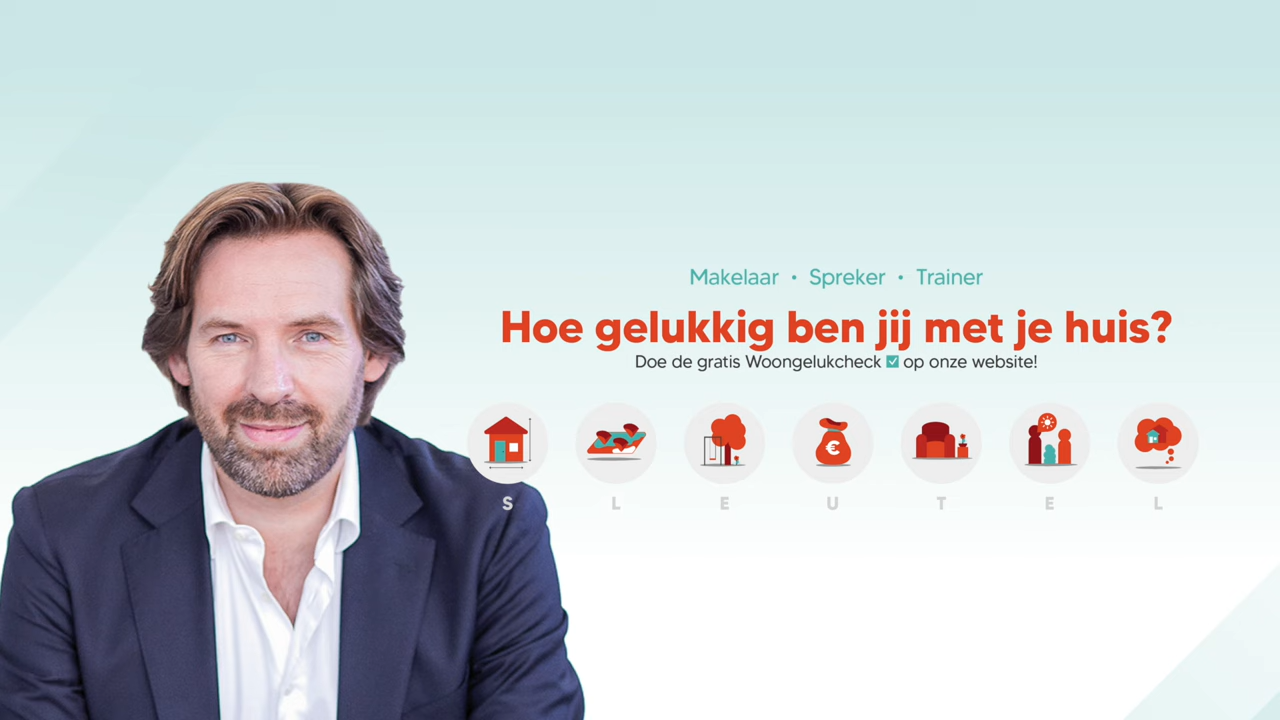 Makelaar • Spreker • Trainer
Hoe gelukkig ben jij met je huis?
Doe de gratis Woongelukcheck ☑ op onze website!
€
S L E U T E L